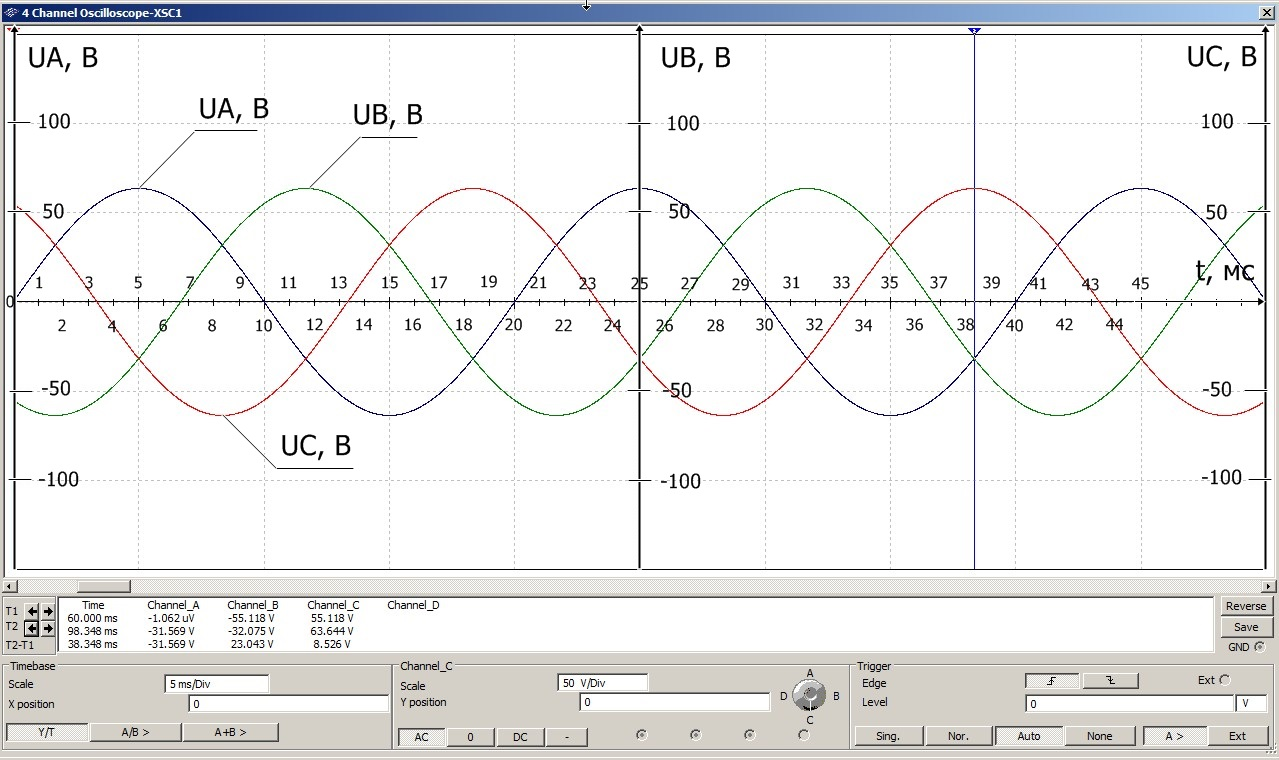 4 Channel Oscilloscope-XSC1
UA, В
UB, В
UC, В
UA, В
UB, В
100
100
100
50
50
50
1 3 5 7 9 11 13 15 17 19 21 23 25 27 29 31 33 35 37 39 41 43 45
t, мс
0
2 4 6 8 10 12 14 16 18 20 22 24 26 28 30 32 34 36 38 40 42 44
-50
-50
-50
UC, В
-100
-100
-100
Time Channel_A Channel_B Channel_C Channel_D
T1 60.000 ms -1.062 uV -55.118 V 55.118 V
T2 98.348 ms -31.569 V -32.075 V 63.644 V
T2-T1 38.348 ms -31.569 V 23.043 V 8.526 V
Reverse
Save
GND
Timebase
Scale 5 ms/Div
X position 0
Y/T A/B > A+B >
Channel_C
Scale 50 V/Div
Y position 0
AC 0 DC -
A
D B
C
Trigger
Edge Ext
Level 0 V
Sing. Nor. Auto None A > Ext